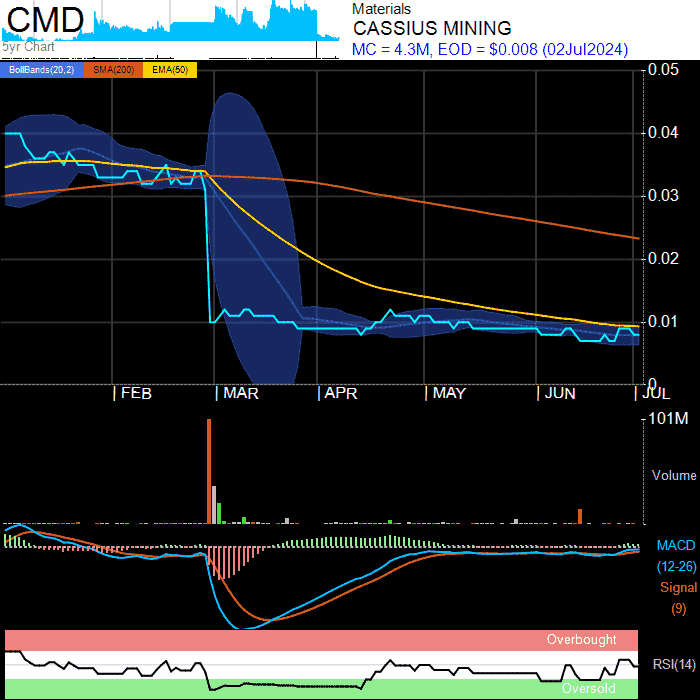 CMD
5yr Chart
Materials
CASSIUS MINING
MC = 4.3M, EOD = $0.008 (02Jul2024)
BollBands(20,2) SMA(200) EMA(50)
0.05
0.04
0.03
0.02
0.01
0
FEB MAR APR MAY JUN JUL
101M
Volume
MACD
(12-26)
Signal
(9)
Overbought
RSI(14)
Oversold